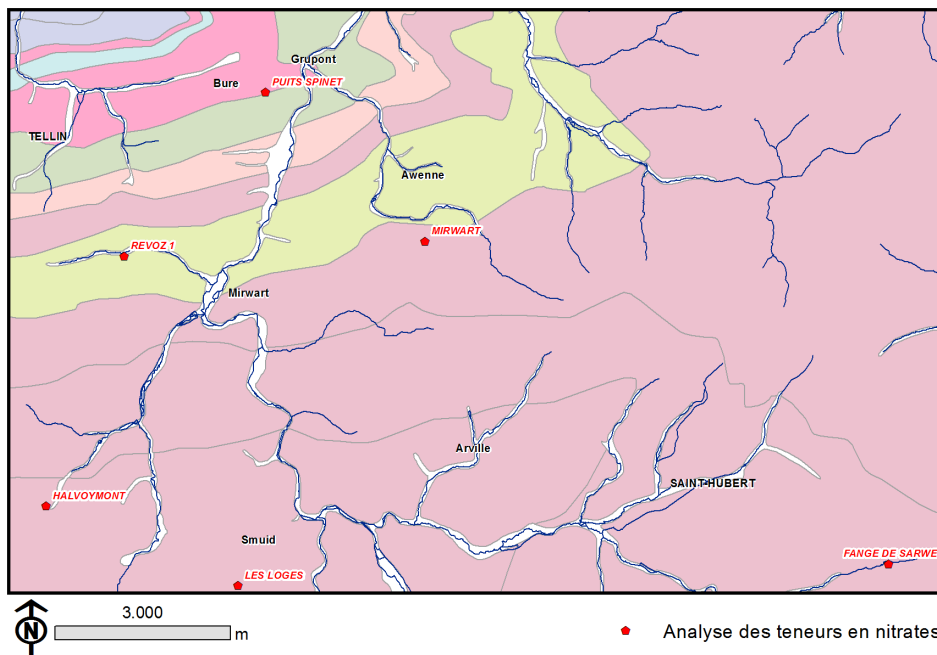 Grupont
Bure
PUITS SPINET
TELLIN
Awenne
MIRWART
REVOZ 1
Mirwart
Arville
SAINT-HUBERT
HALVOYMONT
Smuid
FANGE DE SARWE
LES LOGES
3.000
N
m
Analyse des teneurs en nitrates